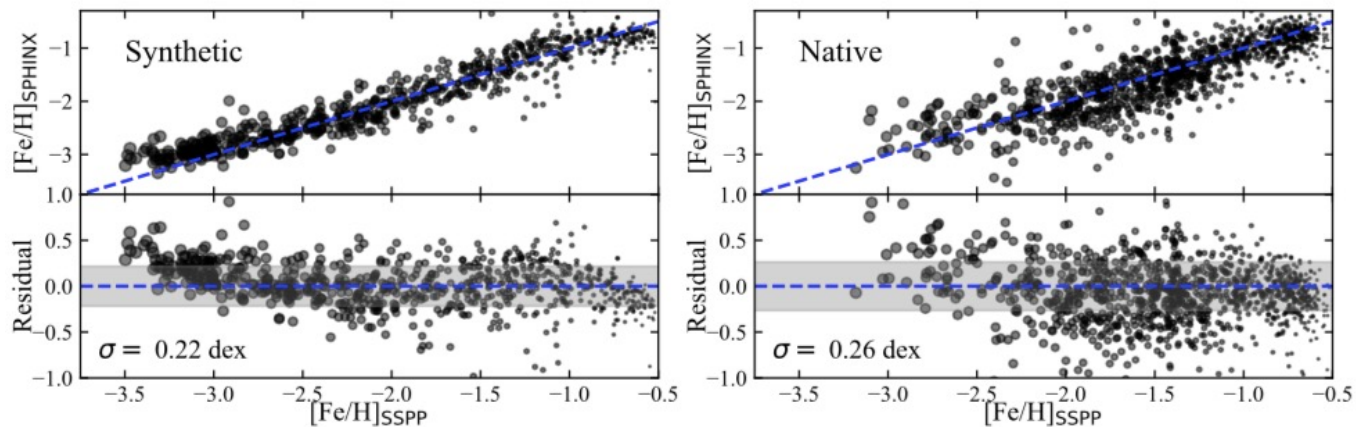 Synthetic
[Fe/H]SPHINX
−1
−2
−3
1.0
0.5
0.0
−0.5
−1.0
Residual
σ = 0.22 dex
−3.5 −3.0 −2.5 −2.0 −1.5 −1.0 −0.5
[Fe/H]SSPP
Native
[Fe/H]SPHINX
−1
−2
−3
1.0
0.5
0.0
−0.5
−1.0
Residual
σ = 0.26 dex
−3.5 −3.0 −2.5 −2.0 −1.5 −1.0 −0.5
[Fe/H]SSPP